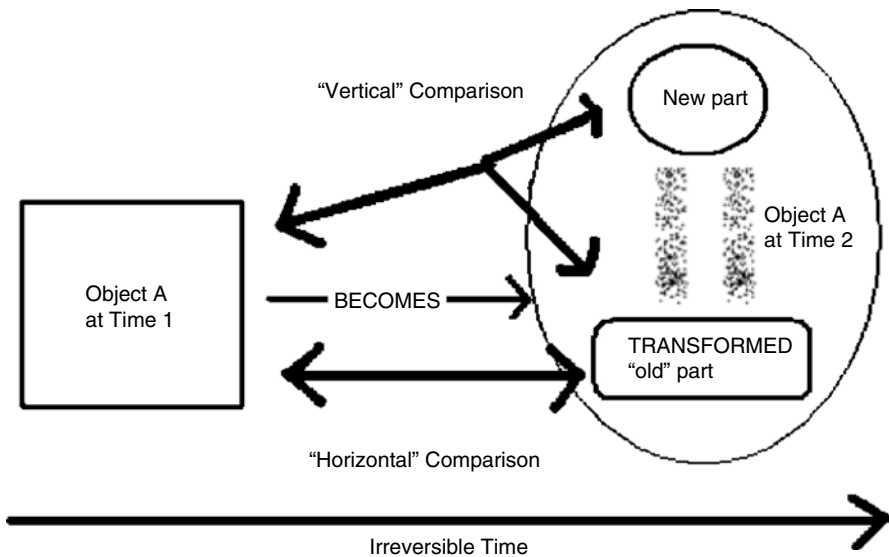 “Vertical” Comparison
New part
Object A
at Time 2
Object A
at Time 1
BECOMES
TRANSFORMED
“old” part
“Horizontal” Comparison
Irreversible Time